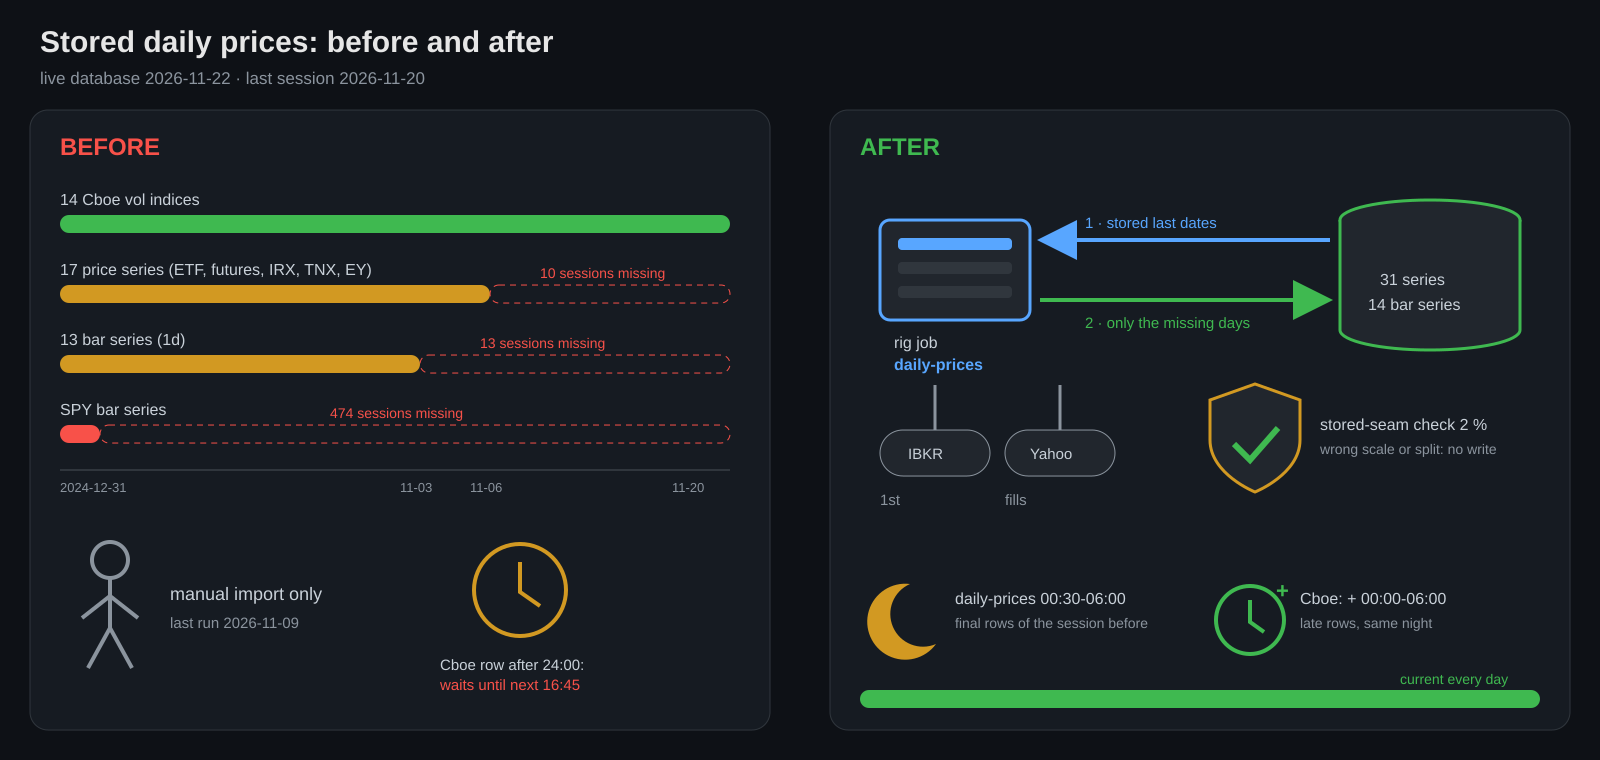 Stored daily prices: before and after
live database 2026-11-22 · last session 2026-11-20
BEFORE
14 Cboe vol indices
17 price series (ETF, futures, IRX, TNX, EY)
10 sessions missing
13 bar series (1d)
13 sessions missing
SPY bar series
474 sessions missing
2024-12-31
11-03
11-06
11-20
manual import only
last run 2026-11-09
Cboe row after 24:00:
waits until next 16:45
AFTER
1 · stored last dates
2 · only the missing days
31 series
14 bar series
rig job
daily-prices
IBKR
Yahoo
1st
fills
stored-seam check 2 %
wrong scale or split: no write
daily-prices 00:30-06:00
final rows of the session before
+
Cboe: + 00:00-06:00
late rows, same night
current every day